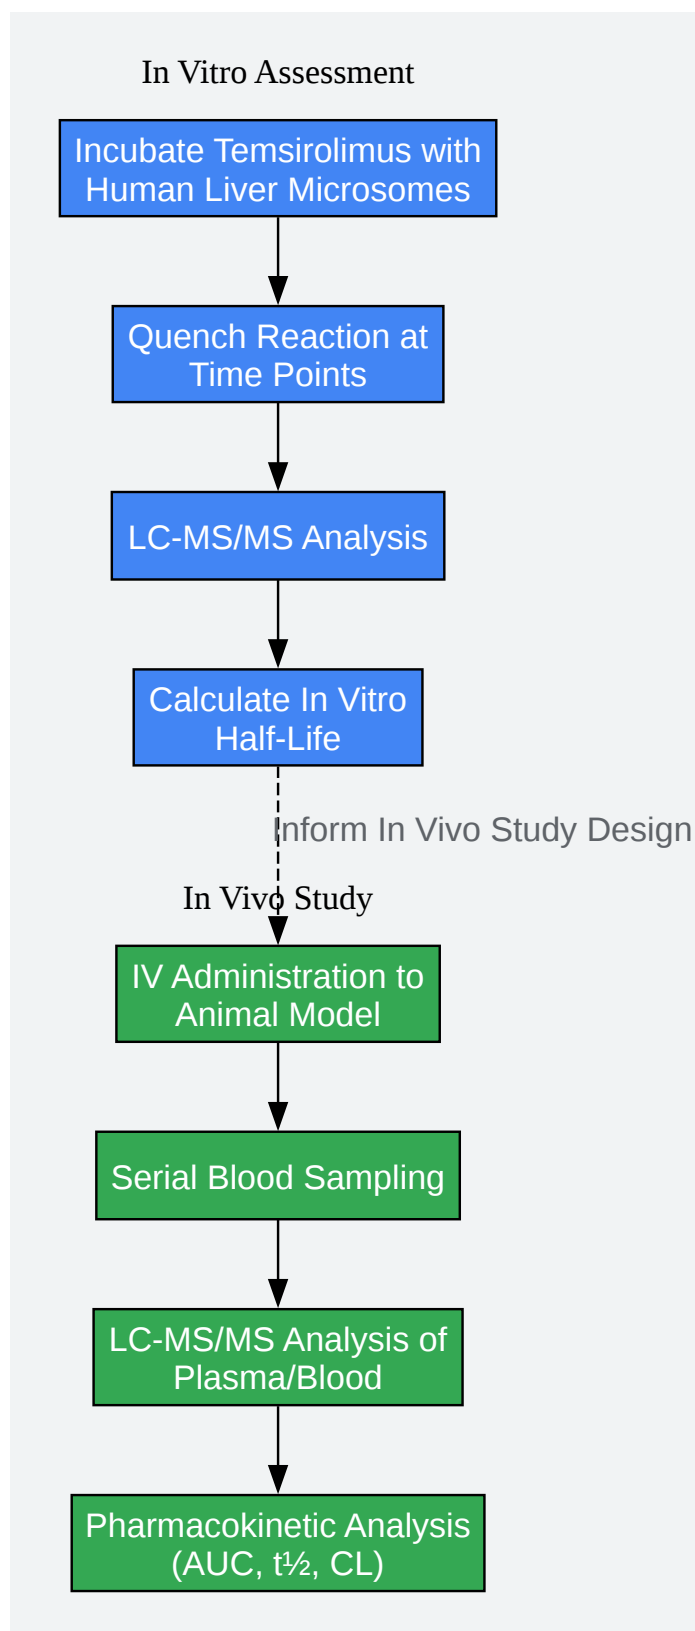 In Vitro Assessment
Incubate Temsirolimus with
Human Liver Microsomes
Quench Reaction at
Time Points
LC-MS/MS Analysis
Calculate In Vitro
Half-Life
Inform In Vivo Study Design
In Vivo Study
IV Administration to
Animal Model
Serial Blood Sampling
LC-MS/MS Analysis of
Plasma/Blood
Pharmacokinetic Analysis
(AUC, t½, CL)